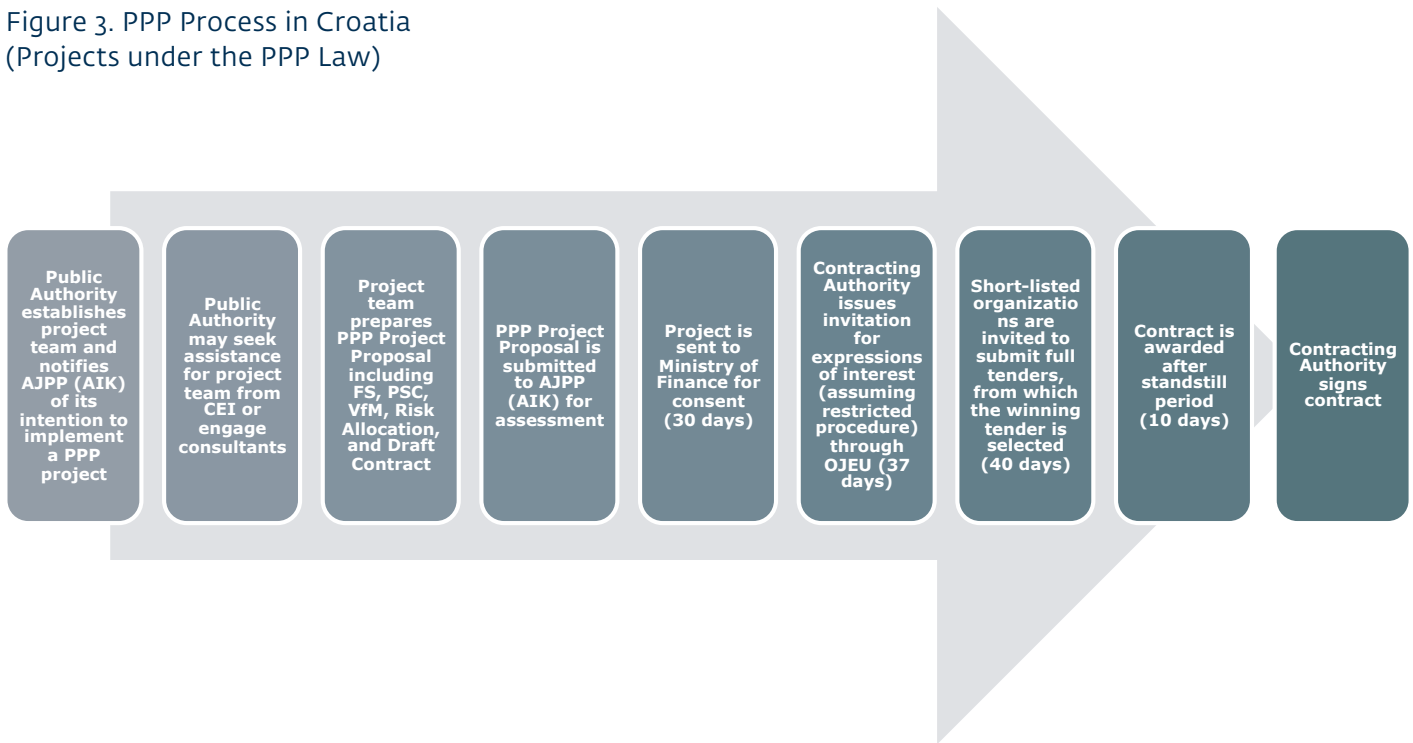 Figure 3. PPP Process in Croatia
(Projects under the PPP Law)
Public
Authority
establishes
project
team and
notifies
AJPP (AIK)
of its
intention to
implement
a PPP
project
Public
Authority
may seek
assistance
for project
team from
CEI or
engage
consultants
Project
team
prepares
PPP Project
Proposal
including
FS, PSC,
VfM, Risk
Allocation,
and Draft
Contract
PPP Project
Proposal is
submitted
to AJPP
(AIK) for
assessment
Project is
sent to
Ministry of
Finance for
consent
(30 days)
Contracting
Authority
issues
invitation
for
expressions
of interest
(assuming
restricted
procedure)
through
OJEU (37
days)
Short-listed
organizatio
ns are
invited to
submit full
tenders,
from which
the winning
tender is
selected
(40 days)
Contract is
awarded
after
standstill
period
(10 days)
Contracting
Authority
signs
contract